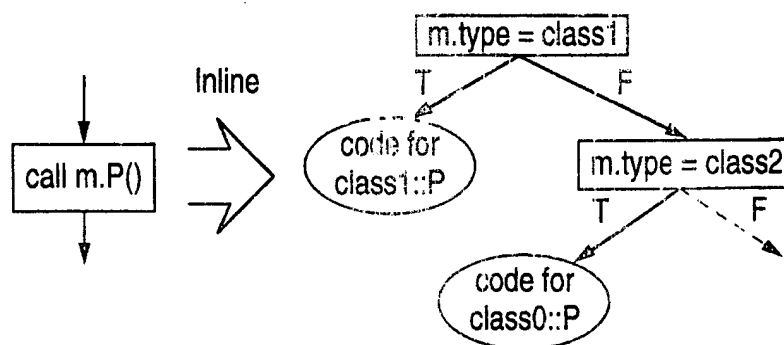 m.type = class1
T
F
Inline
call m.P()
code for
class1::P
m.type = class2
T
F
code for
class0::P